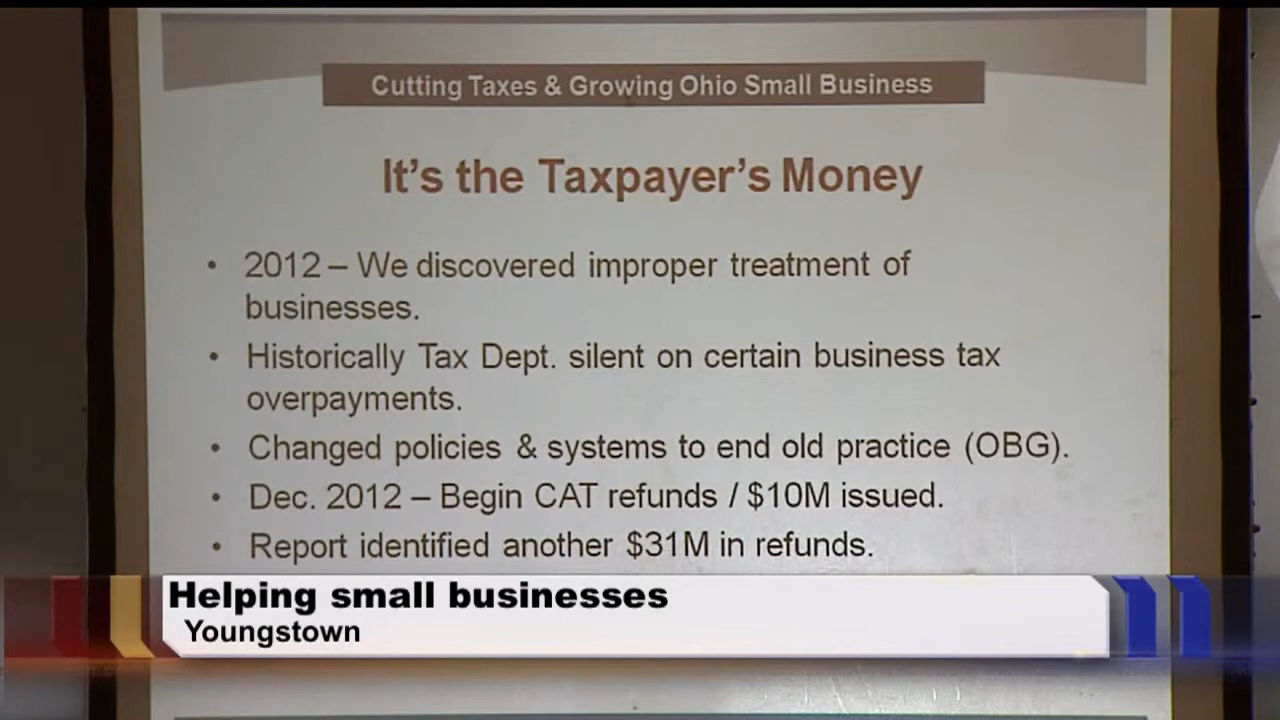 Cutting Taxes & Growing Ohio Small Business
It's the Taxpayer's Money
• 2012 – We discovered improper treatment of
businesses.
• Historically Tax Dept. silent on certain business tax
overpayments.
• Changed policies & systems to end old practice (OBG).
• Dec. 2012 – Begin CAT refunds / $10M issued.
• Report identified another $31M in refunds.
Helping small businesses
Youngstown